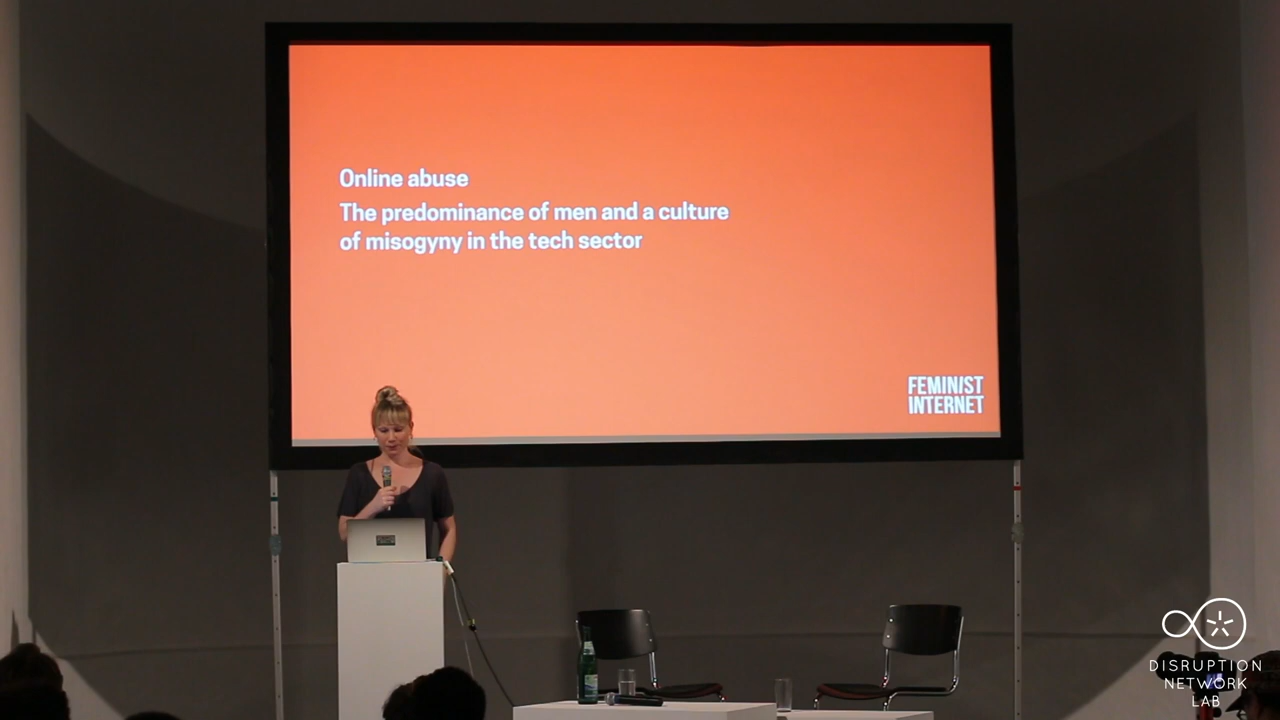 Online abuse
The predominance of men and a culture
of misogyny in the tech sector
FEMINIST
INTERNET
DISRUPTION
NETWORK
LAB